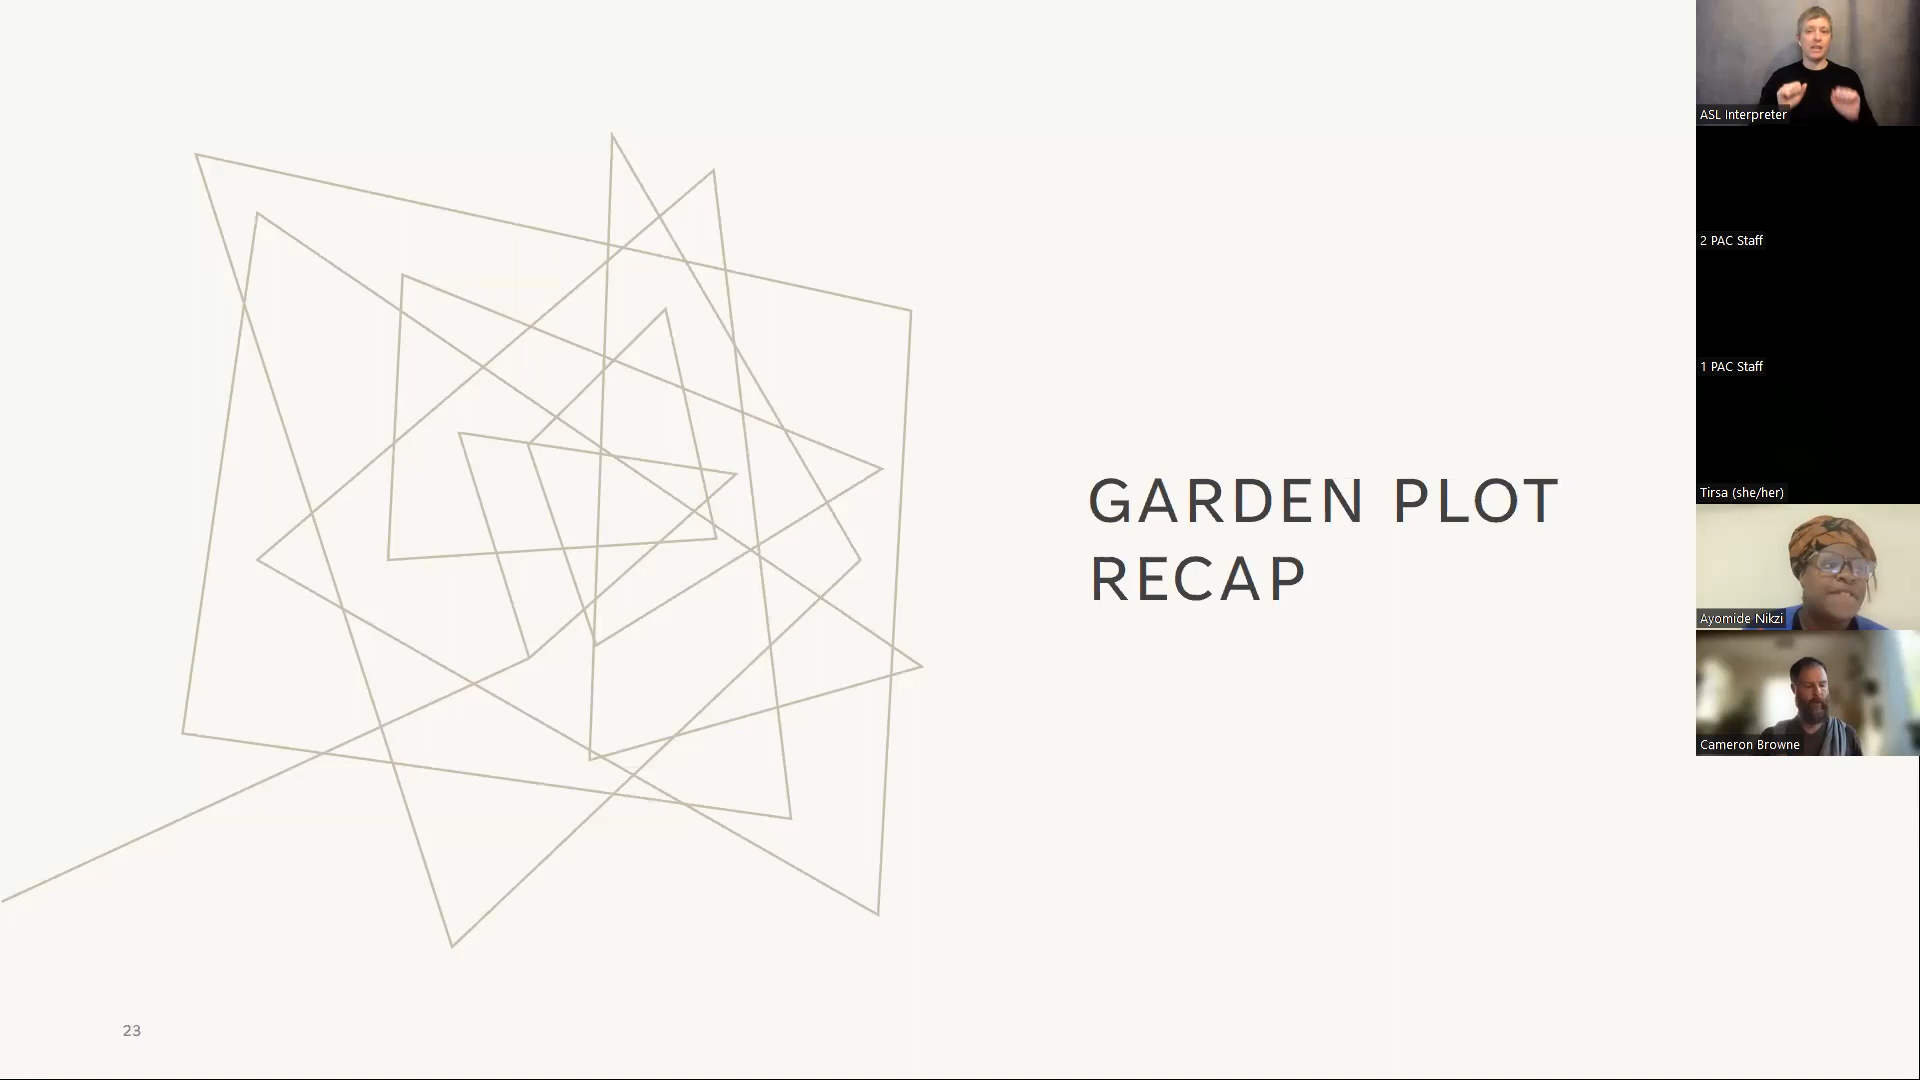 GARDEN PLOT
RECAP
23
ASL Interpreter
2 PAC Staff
1 PAC Staff
Tirsa (she/her)
Ayomide Nikzi
Cameron Browne